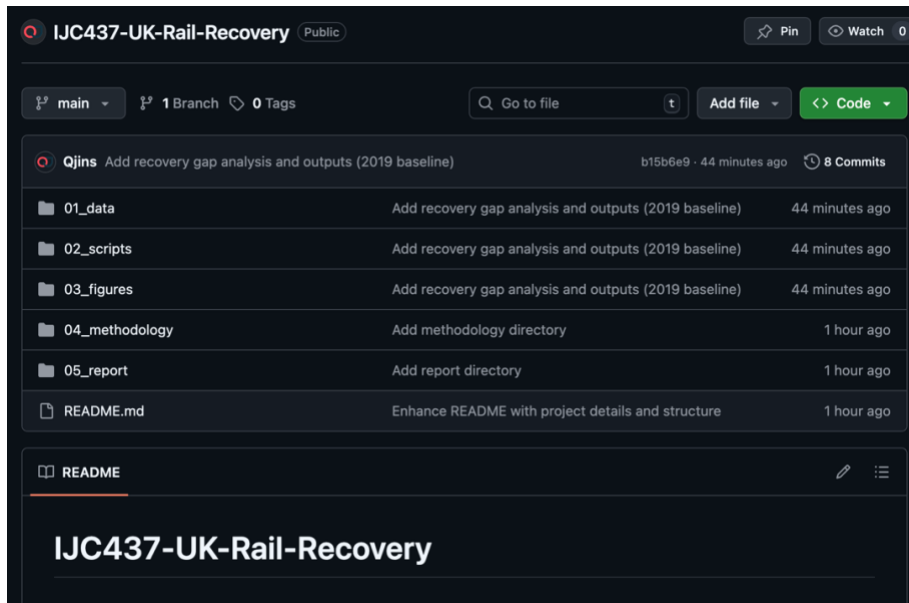 IJC437-UK-Rail-Recovery Public Pin Watch 0
main 1 Branch 0 Tags Go to file t Add file Code
Qjins Add recovery gap analysis and outputs (2019 baseline) b15b6e9 · 44 minutes ago 8 Commits
01_data Add recovery gap analysis and outputs (2019 baseline) 44 minutes ago
02_scripts Add recovery gap analysis and outputs (2019 baseline) 44 minutes ago
03_figures Add recovery gap analysis and outputs (2019 baseline) 44 minutes ago
04_methodology Add methodology directory 1 hour ago
05_report Add report directory 1 hour ago
README.md Enhance README with project details and structure 1 hour ago
README
IJC437-UK-Rail-Recovery